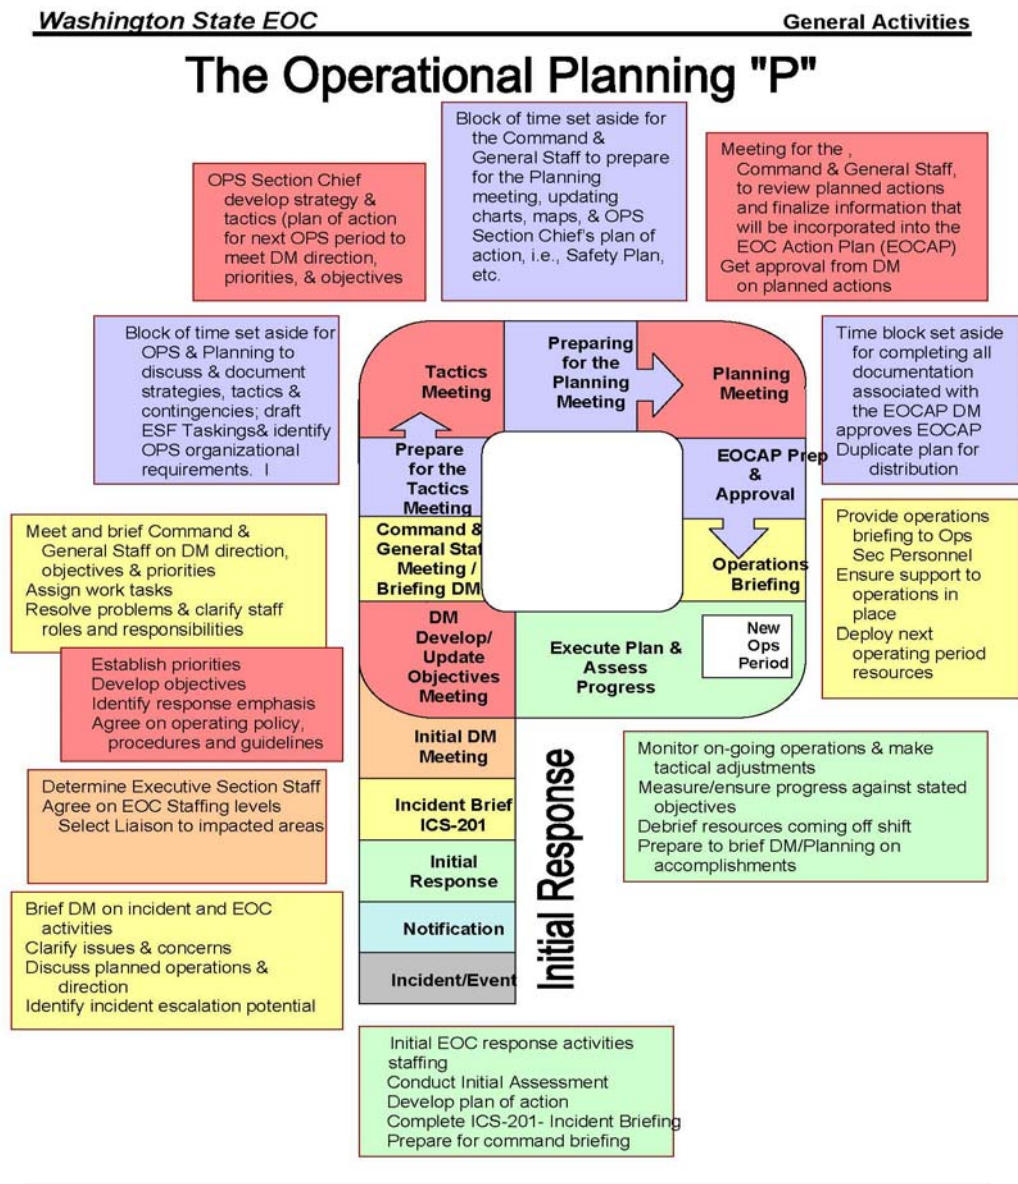 Washington State EOC
General Activities
The Operational Planning "P"
Block of time set aside for
the Command &
General Staff to prepare
for the Planning
meeting, updating
charts, maps, & OPS
Section Chief's plan of
action, i.e., Safety Plan,
etc.
OPS Section Chief
develop strategy &
tactics (plan of action
for next OPS period to
meet DM direction,
priorities, & objectives
Meeting for the ,
Command & General Staff,
to review planned actions
and finalize information that
will be incorporated into the
EOC Action Plan (EOCAP)
Get approval from DM
on planned actions
Block of time set aside for
OPS & Planning to
discuss & document
strategies, tactics &
contingencies; draft
ESF Taskings& identify
OPS organizational
requirements. I
Tactics
Meeting
Preparing
for the
Planning
Meeting
Planning
Meeting
Time block set aside
for completing all
documentation
associated with
the EOCAP DM
approves EOCAP
Duplicate plan for
distribution
Prepare
for the
Tactics
Meeting
EOCAP Prep
&
Approval
Meet and brief Command &
General Staff on DM direction,
objectives & priorities
Assign work tasks
Resolve problems & clarify staff
roles and responsibilities
Command &
General Staf
Meeting /
Briefing DM
Operations
Briefing
Provide operations
briefing to Ops
Sec Personnel
Ensure support to
operations in
place
Deploy next
operating period
resources
Establish priorities
Develop objectives
Identify response emphasis
Agree on operating policy,
procedures and guidelines
DM
Develop/
Update
Objectives
Meeting
Execute Plan &
Assess
Progress
New
Ops
Period
Determine Executive Section Staff
Agree on EOC Staffing levels
Select Liaison to impacted areas
Initial DM
Meeting
Incident Brief
ICS-201
Initial
Response
Notification
Incident/Event
Initial Response
Monitor on-going operations & make
tactical adjustments
Measure/ensure progress against stated
objectives
Debrief resources coming off shift
Prepare to brief DM/Planning on
accomplishments
Brief DM on incident and EOC
activities
Clarify issues & concerns
Discuss planned operations &
direction
Identify incident escalation potential
Initial EOC response activities
staffing
Conduct Initial Assessment
Develop plan of action
Complete ICS-201- Incident Briefing
Prepare for command briefing